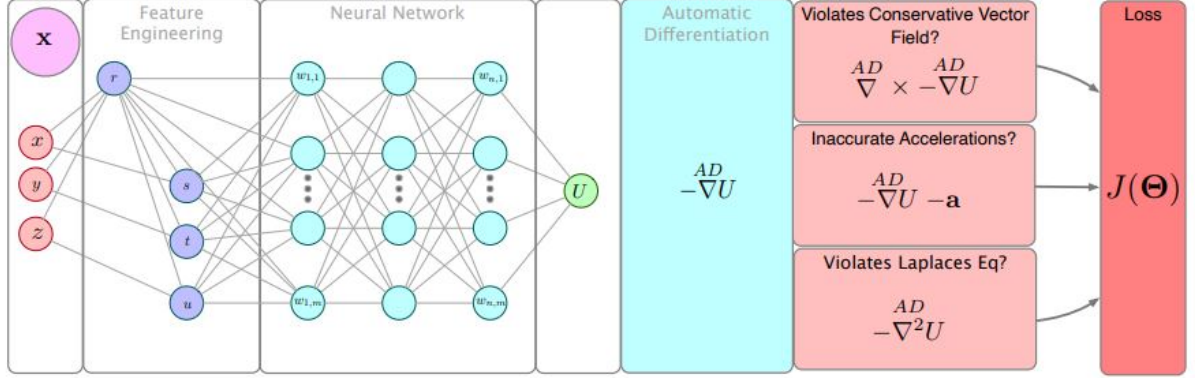 x
x
y
z
Feature
Engineering
r
s
t
u
Neural Network
w1,1
wn,1
w1,m
wn,m
U
Automatic
Differentiation
AD
−∇U
Violates Conservative Vector
Field?
AD AD
∇ × −∇U
Inaccurate Accelerations?
AD
−∇U −a
Violates Laplaces Eq?
AD
−∇²U
Loss
J(Θ)